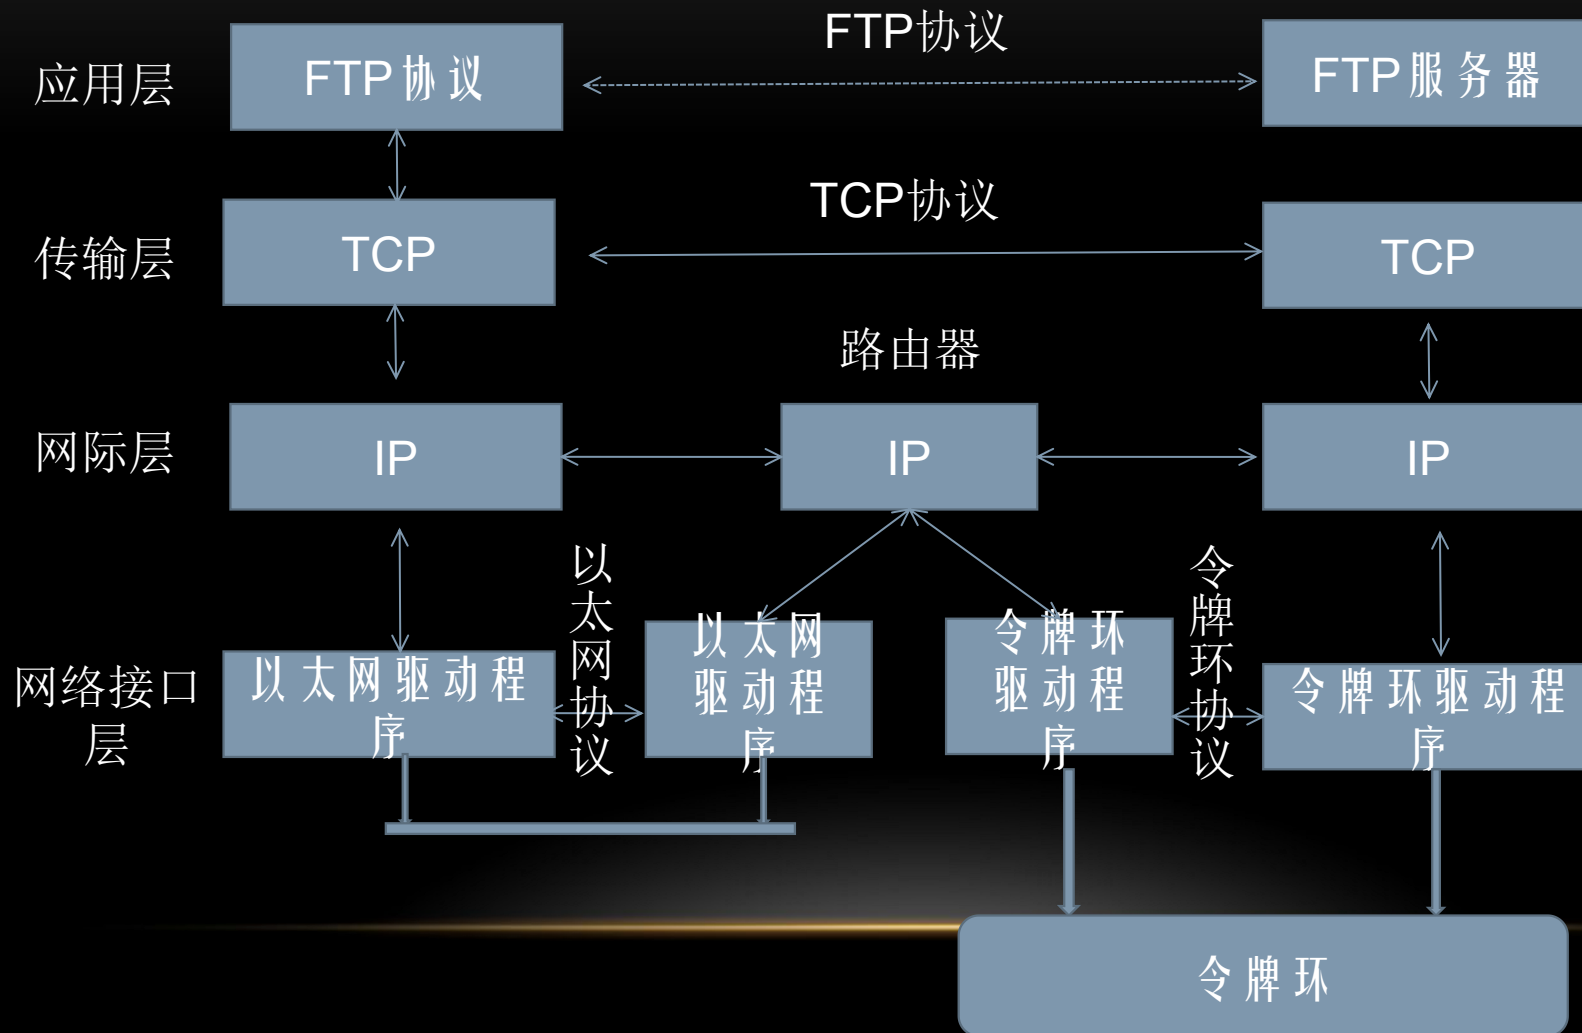 FTP协议
应用层
FTP协议
FTP服务器
TCP协议
传输层
TCP
TCP
路由器
网际层
IP
IP
IP
以太网协议
令牌环协议
网络接口
层
以太网驱动程
序
以太网
驱动程
序
令牌环
驱动程
序
令牌环驱动程
序
令牌环